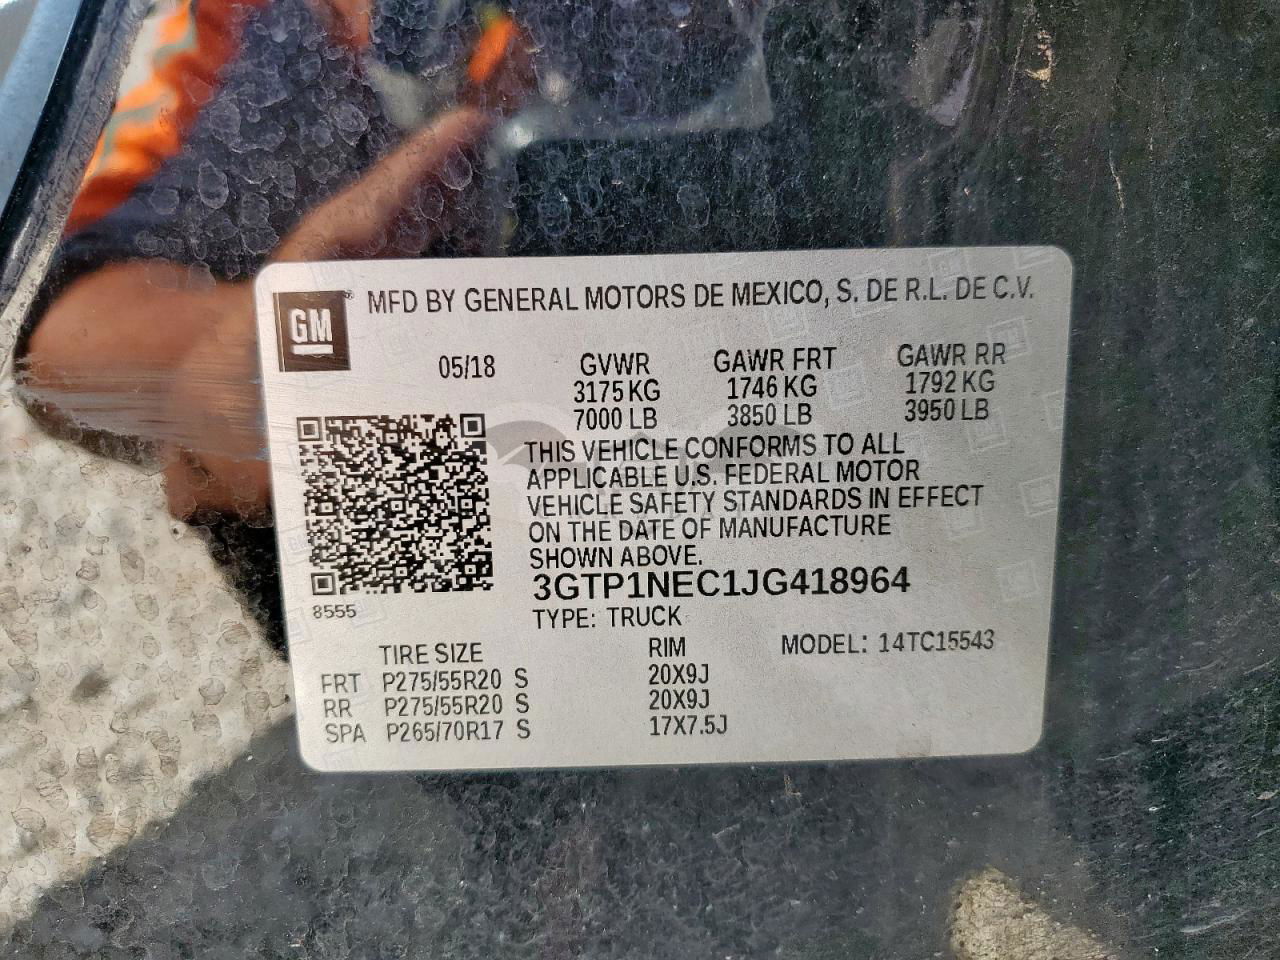 GM MFD BY GENERAL MOTORS DE MEXICO, S. DE R.L. DE C.V.
05/18 GVWR GAWR FRT GAWR RR
3175 KG 1746 KG 1792 KG
7000 LB 3850 LB 3950 LB
THIS VEHICLE CONFORMS TO ALL
APPLICABLE U.S. FEDERAL MOTOR
VEHICLE SAFETY STANDARDS IN EFFECT
ON THE DATE OF MANUFACTURE
SHOWN ABOVE.
3GTP1NEC1JG418964
8555
TYPE: TRUCK
TIRE SIZE RIM MODEL: 14TC15543
FRT P275/55R20 S 20X9J
RR P275/55R20 S 20X9J
SPA P265/70R17 S 17X7.5J